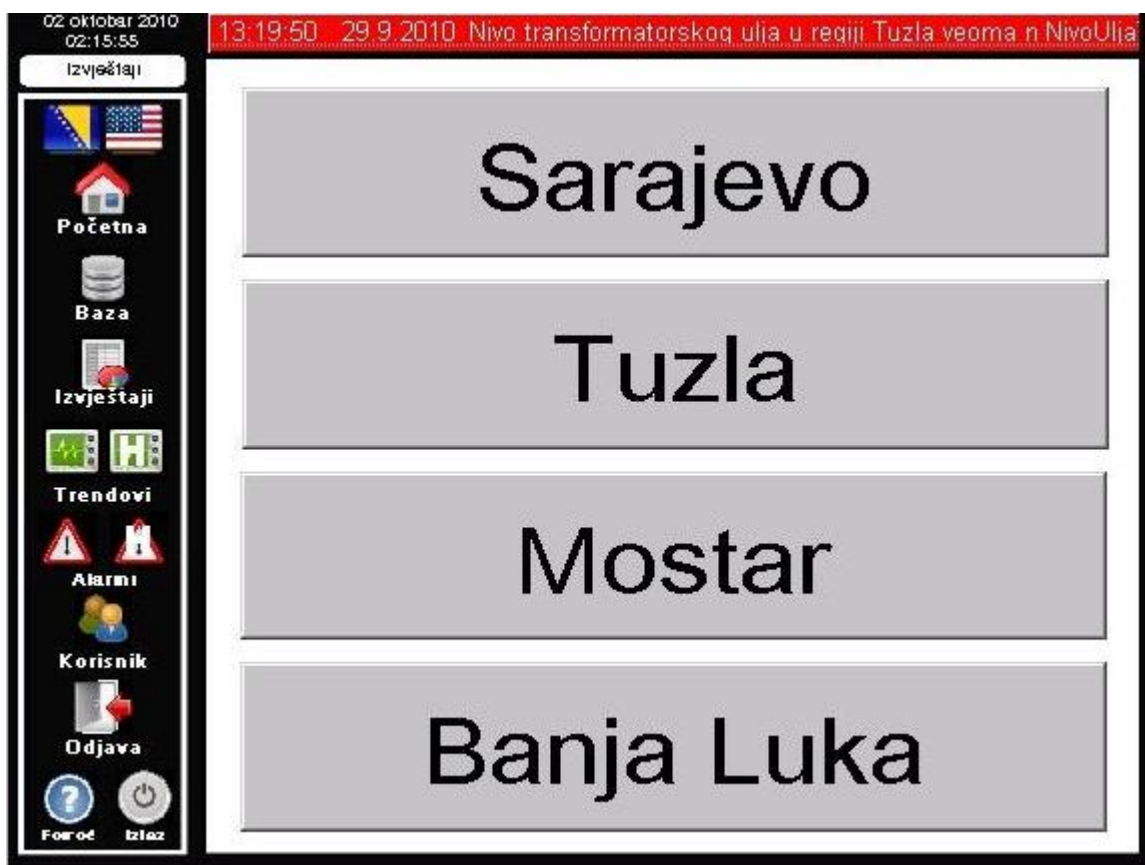 02 oktobar 2010
02:15:55
Izvještaji
13:19:50 29.9.2010 Nivo transformatorskog ulja u regiji Tuzla veoma n NivoUlja
Početna
Baza
Izvještaji
Trendovi
Alarmi
Korisnik
Odjava
Pomoć Izlaz
Sarajevo
Tuzla
Mostar
Banja Luka